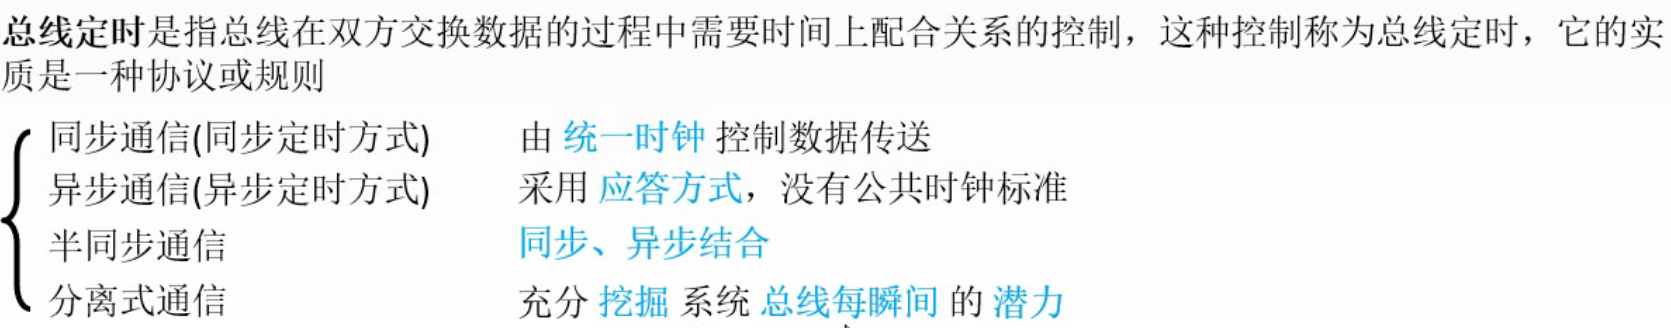 总线定时是指总线在双方交换数据的过程中需要时间上配合关系的控制，这种控制称为总线定时，它的实
质是一种协议或规则
同步通信(同步定时方式) 由 统一时钟 控制数据传送
异步通信(异步定时方式) 采用 应答方式，没有公共时钟标准
半同步通信 同步、异步结合
分离式通信 充分 挖掘 系统 总线每瞬间 的 潜力